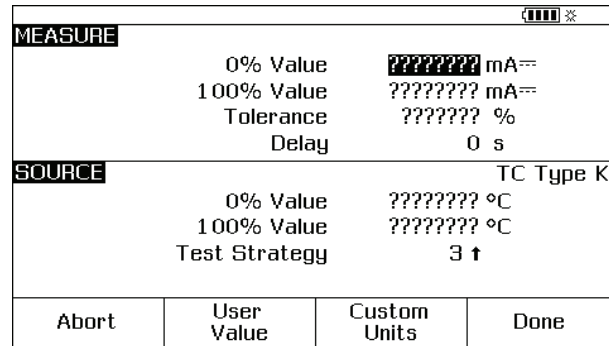 MEASURE
0% Value ???????? mA⎓
100% Value ???????? mA⎓
Tolerance ??????? %
Delay 0 s
SOURCE TC Type K
0% Value ???????? °C
100% Value ???????? °C
Test Strategy 3 ↑
Abort User Value Custom Units Done